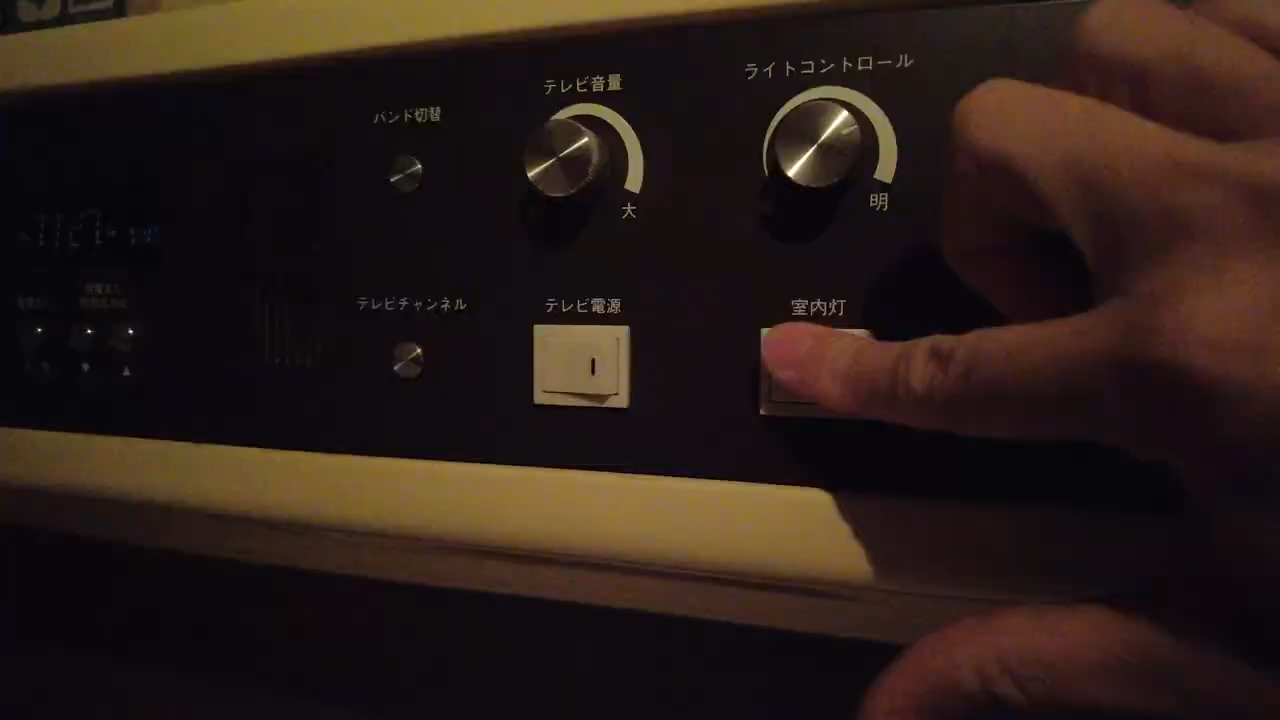 バンド切替
テレビ音量
大
ライトコントロール
明
テレビチャンネル
テレビ電源
室内灯